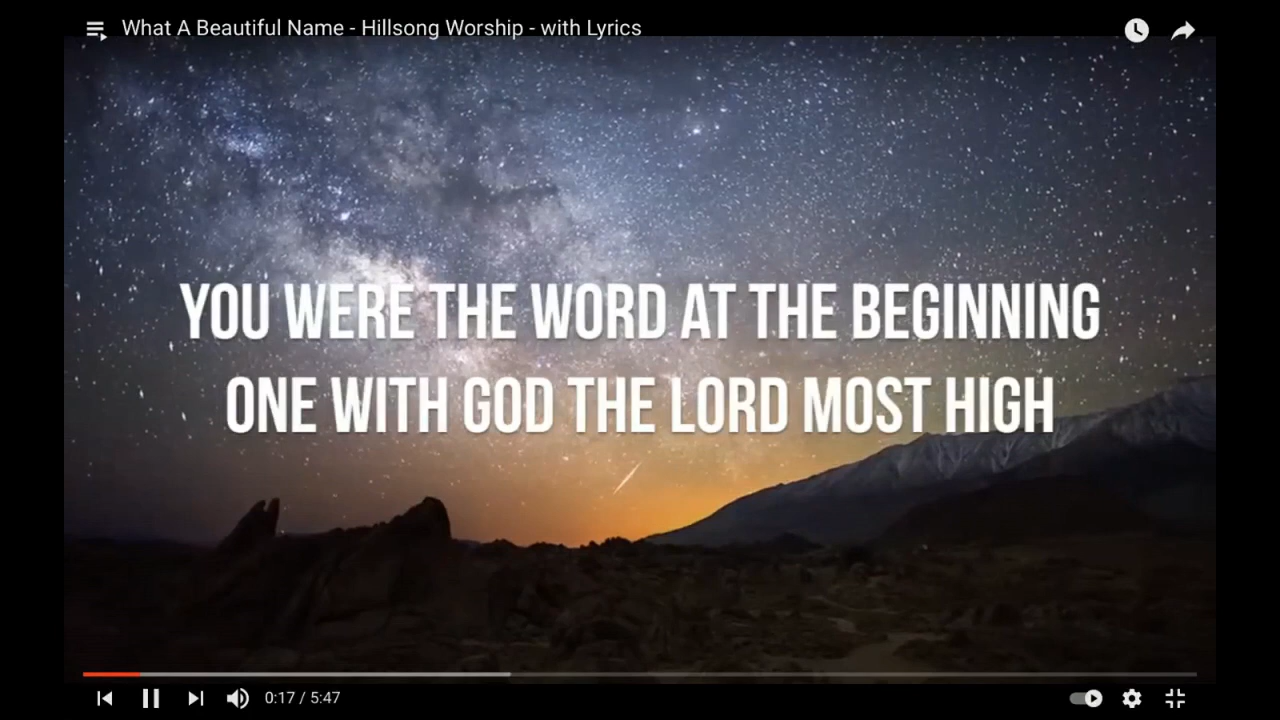 What A Beautiful Name - Hillsong Worship - with Lyrics
YOU WERE THE WORD AT THE BEGINNING
ONE WITH GOD THE LORD MOST HIGH
0:17 / 5:47